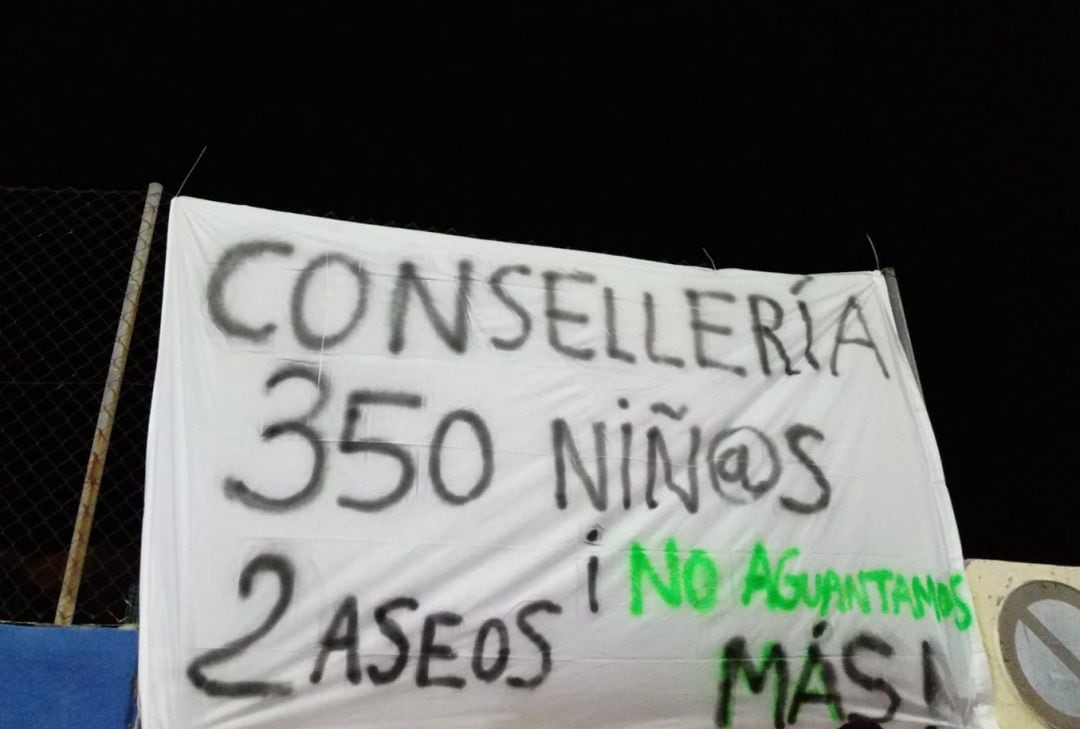 CONSELLERÍA
350 NIÑ@S
2 ASEOS ¡NO AGUANTAMOS
MÁS!